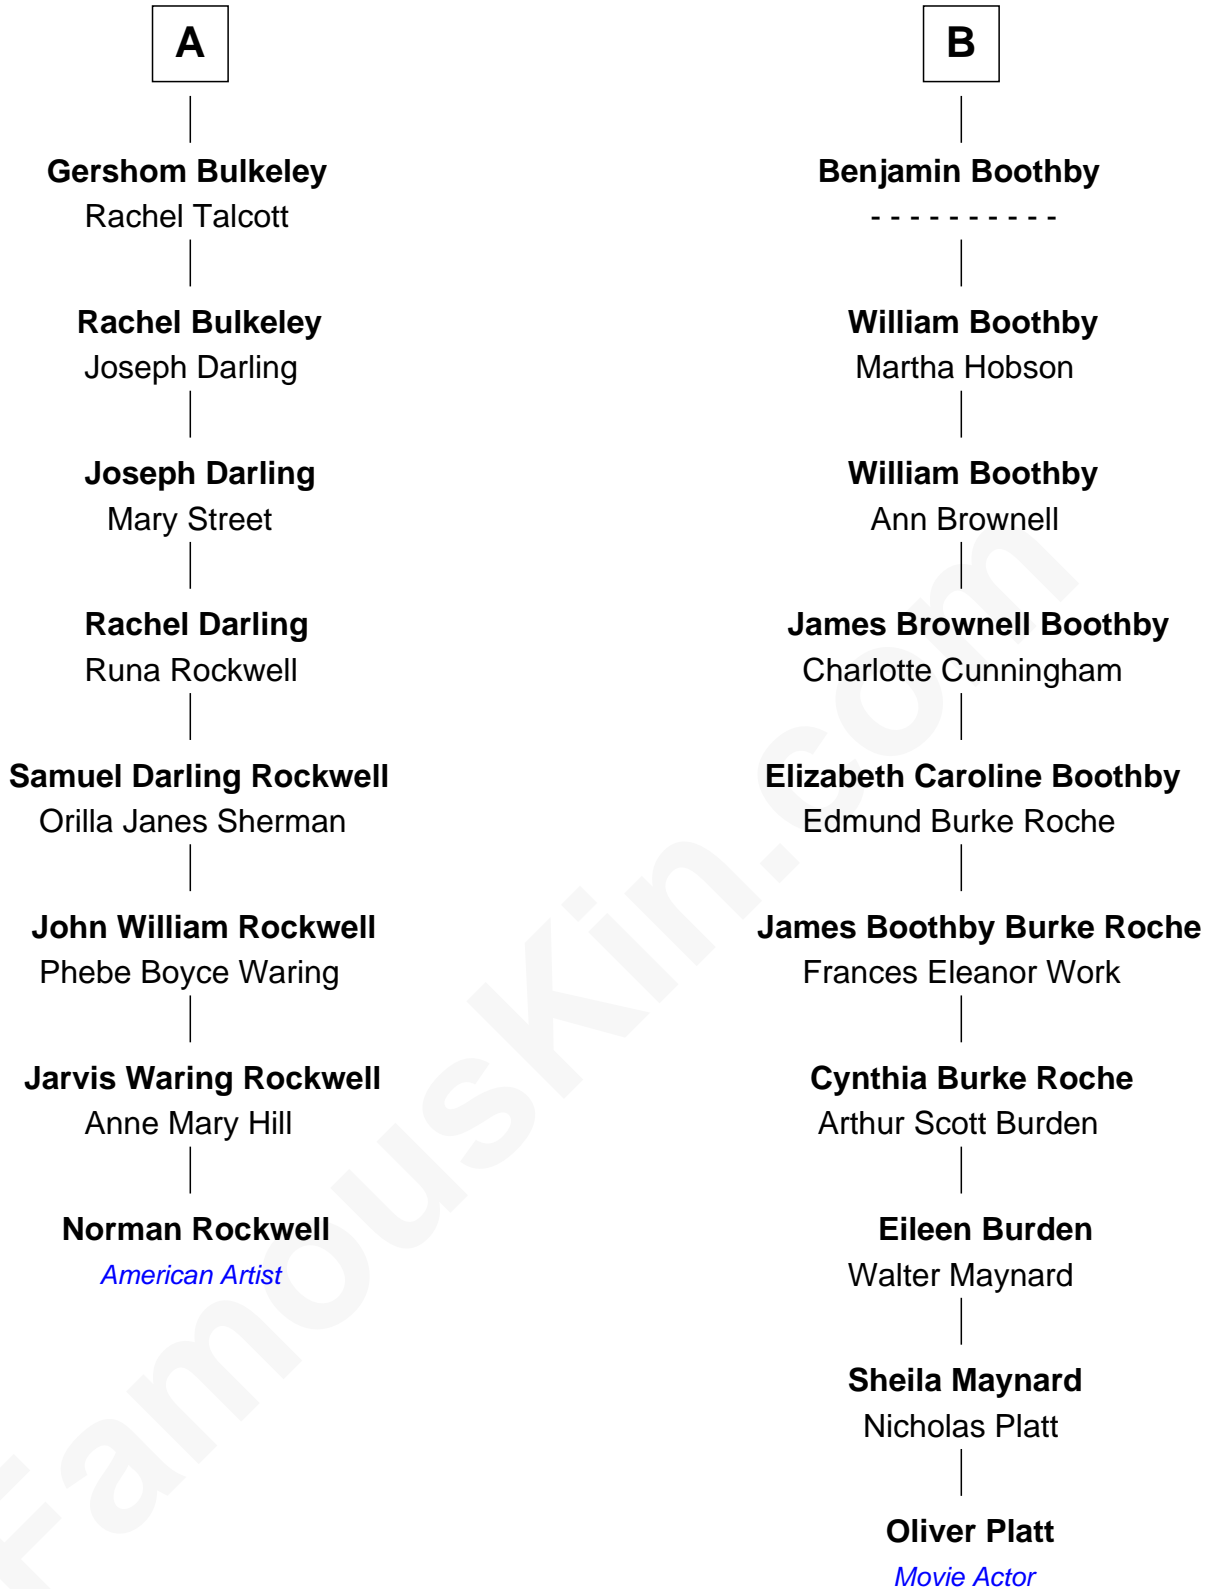 A
Gershom Bulkeley
Rachel Talcott
Rachel Bulkeley
Joseph Darling
Joseph Darling
Mary Street
Rachel Darling
Runa Rockwell
Samuel Darling Rockwell
Orilla Janes Sherman
John William Rockwell
Phebe Boyce Waring
Jarvis Waring Rockwell
Anne Mary Hill
Norman Rockwell
American Artist
B
Benjamin Boothby
- - - - - - - - - -
William Boothby
Martha Hobson
William Boothby
Ann Brownell
James Brownell Boothby
Charlotte Cunningham
Elizabeth Caroline Boothby
Edmund Burke Roche
James Boothby Burke Roche
Frances Eleanor Work
Cynthia Burke Roche
Arthur Scott Burden
Eileen Burden
Walter Maynard
Sheila Maynard
Nicholas Platt
Oliver Platt
Movie Actor
FamousKin.com